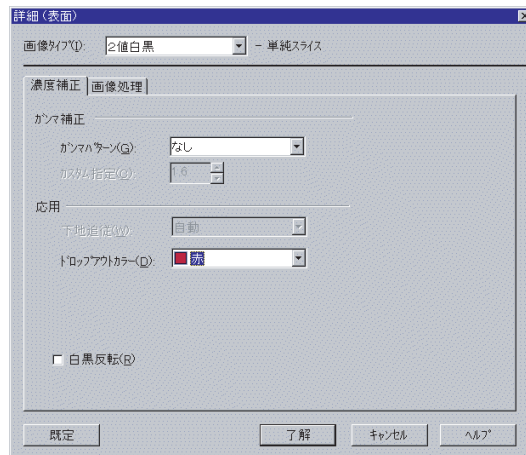 詳細(表面)
画像ﾀｲﾌﾟ(I): 2値白黒 - 単純ｽﾗｲｽ
濃度補正 画像処理
ｶﾞﾝﾏ補正
ｶﾞﾝﾏﾊﾟﾀｰﾝ(G): なし
ｶｽﾀﾑ指定(O): 1.6
応用
下地追従(W): 自動
ﾄﾞﾛｯﾌﾟｱｳﾄｶﾗｰ(D): 赤
白黒反転(R)
既定 了解 ｷｬﾝｾﾙ ﾍﾙﾌﾟ